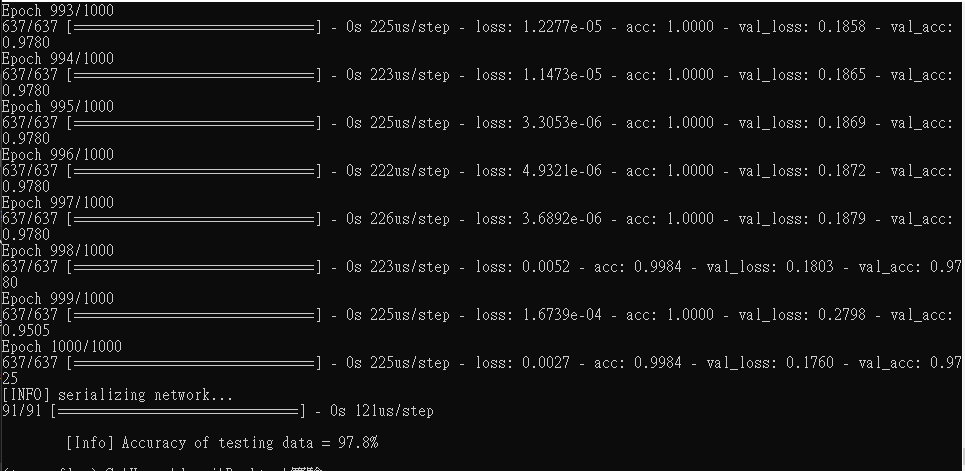 Epoch 993/1000
637/637 [==============================] - 0s 225us/step - loss: 1.2277e-05 - acc: 1.0000 - val_loss: 0.1858 - val_acc:
0.9780
Epoch 994/1000
637/637 [==============================] - 0s 223us/step - loss: 1.1473e-05 - acc: 1.0000 - val_loss: 0.1865 - val_acc:
0.9780
Epoch 995/1000
637/637 [==============================] - 0s 225us/step - loss: 3.3053e-06 - acc: 1.0000 - val_loss: 0.1869 - val_acc:
0.9780
Epoch 996/1000
637/637 [==============================] - 0s 222us/step - loss: 4.9321e-06 - acc: 1.0000 - val_loss: 0.1872 - val_acc:
0.9780
Epoch 997/1000
637/637 [==============================] - 0s 226us/step - loss: 3.6892e-06 - acc: 1.0000 - val_loss: 0.1879 - val_acc:
0.9780
Epoch 998/1000
637/637 [==============================] - 0s 223us/step - loss: 0.0052 - acc: 0.9984 - val_loss: 0.1803 - val_acc: 0.97
80
Epoch 999/1000
637/637 [==============================] - 0s 225us/step - loss: 1.6739e-04 - acc: 1.0000 - val_loss: 0.2798 - val_acc:
0.9505
Epoch 1000/1000
637/637 [==============================] - 0s 225us/step - loss: 0.0027 - acc: 0.9984 - val_loss: 0.1760 - val_acc: 0.97
25
[INFO] serializing network...
91/91 [==============================] - 0s 121us/step
[Info] Accuracy of testing data = 97.8%